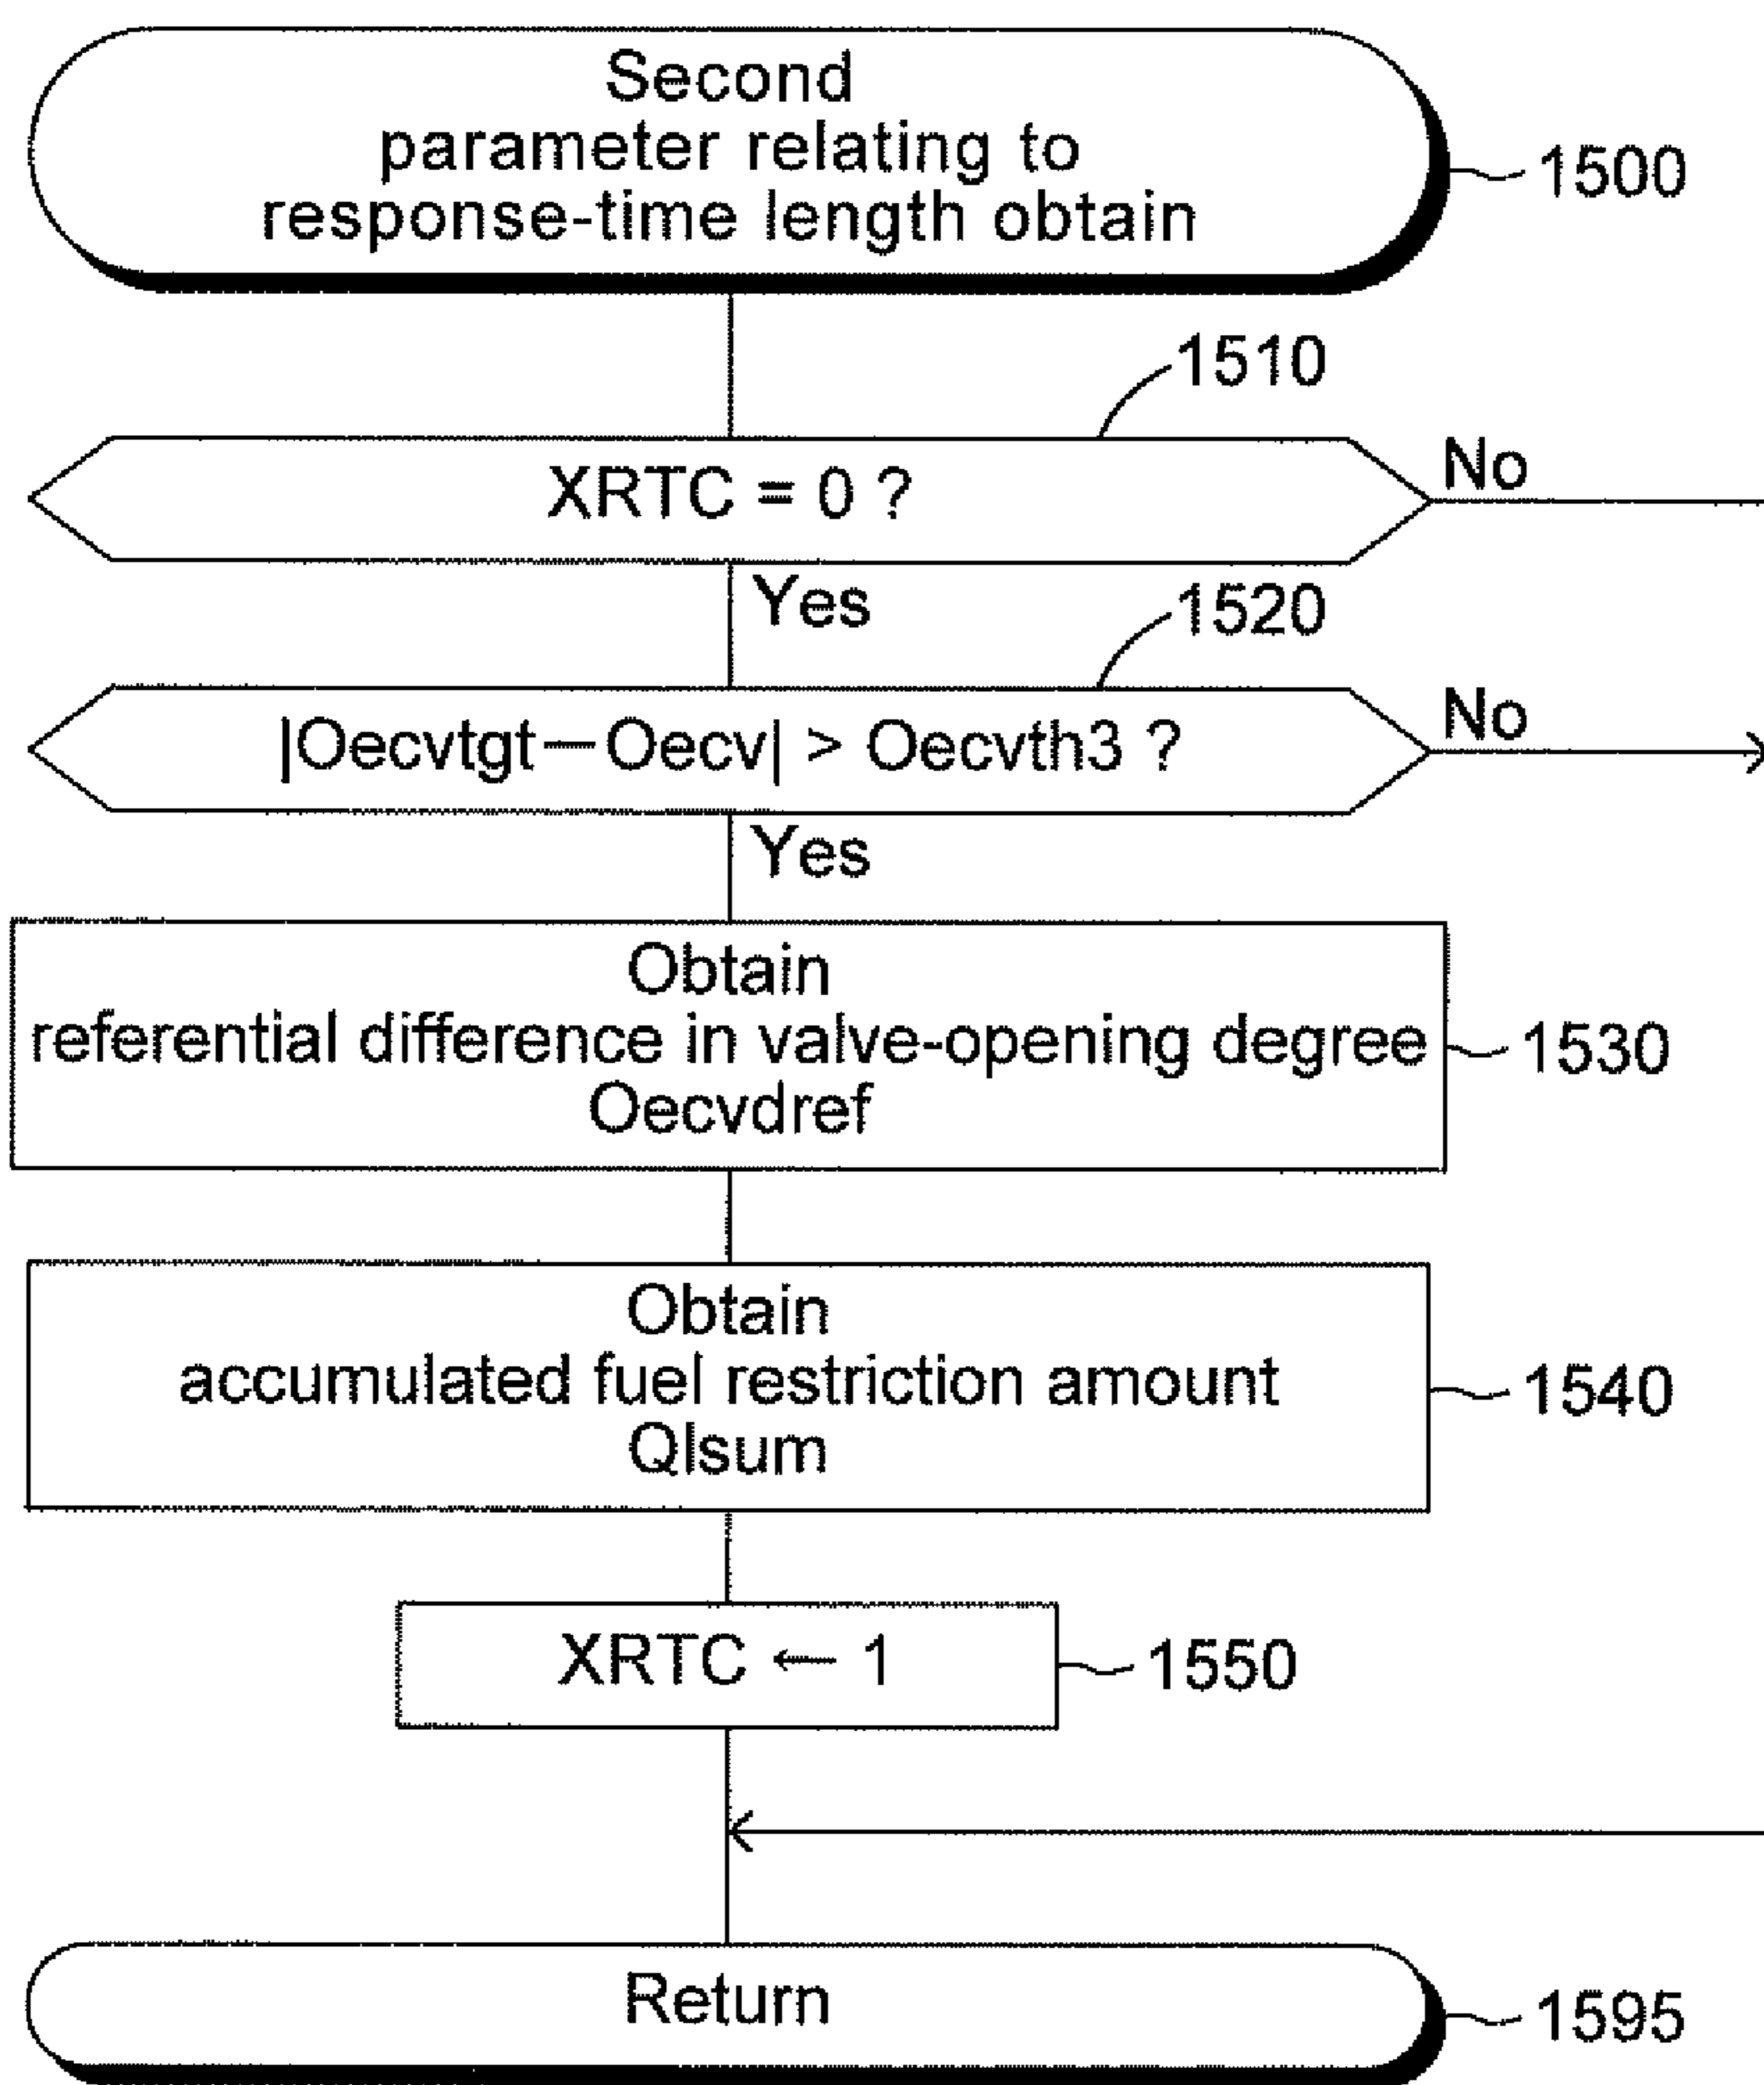 Second
parameter relating to
response-time length obtain
1500
1510
XRTC = 0 ?
No
Yes
1520
|Oecvtgt—Oecv| > Oecvth3 ?
No
Yes
Obtain
referential difference in valve-opening degree
Oecvdref
1530
Obtain
accumulated fuel restriction amount
Qlsum
1540
XRTC ← 1
1550
Return
1595